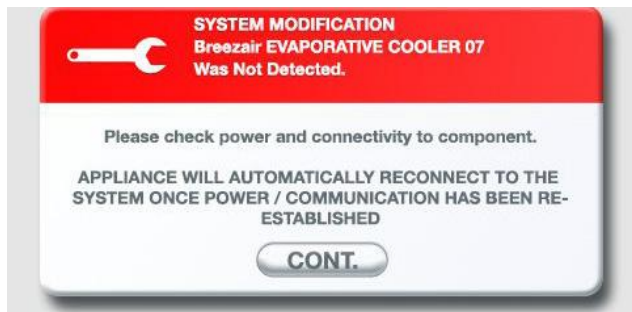 SYSTEM MODIFICATION
Breezair EVAPORATIVE COOLER 07
Was Not Detected.
Please check power and connectivity to component.
APPLIANCE WILL AUTOMATICALLY RECONNECT TO THE
SYSTEM ONCE POWER / COMMUNICATION HAS BEEN RE-
ESTABLISHED
CONT.